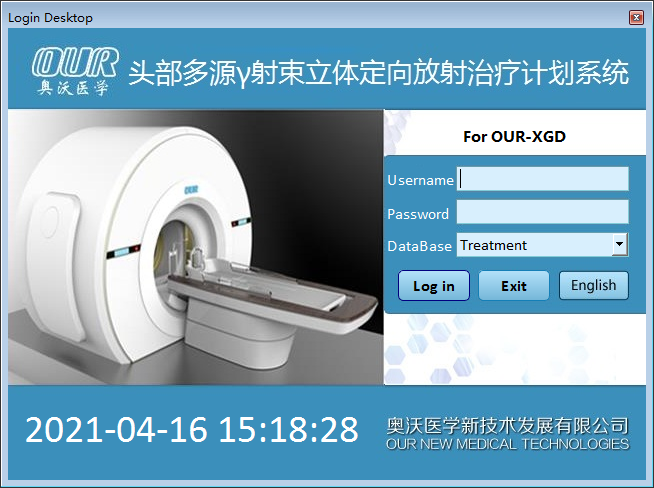 Login Desktop
OUR
奥沃医学
头部多源γ射束立体定向放射治疗计划系统
OUR
For OUR-XGD
Username
Password
DataBase Treatment
Log in Exit English
2021-04-16 15:18:28
奥沃医学新技术发展有限公司
OUR NEW MEDICAL TECHNOLOGIES